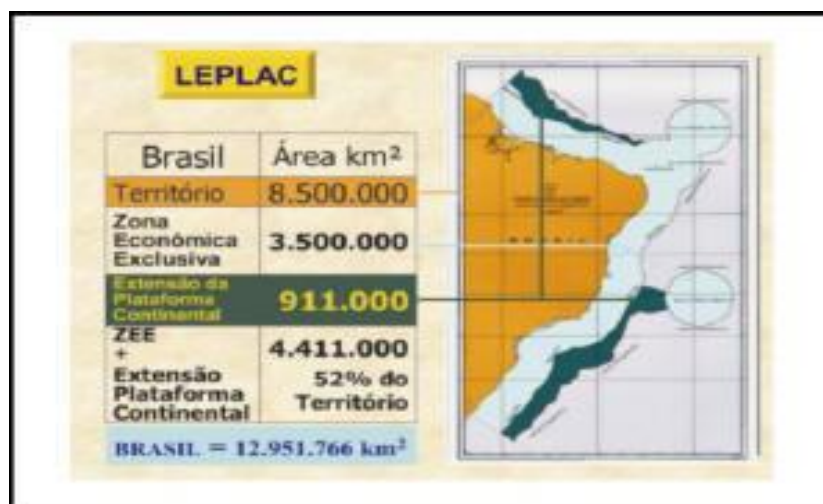 LEPLAC
Brasil
Área km²
Território
8.500.000
Zona
Econômica
Exclusiva
3.500.000
Extensão da
Plataforma
Continental
911.000
ZEE
+
Extensão
Plataforma
Continental
4.411.000
52% do
Território
BRASIL = 12.951.766 km²